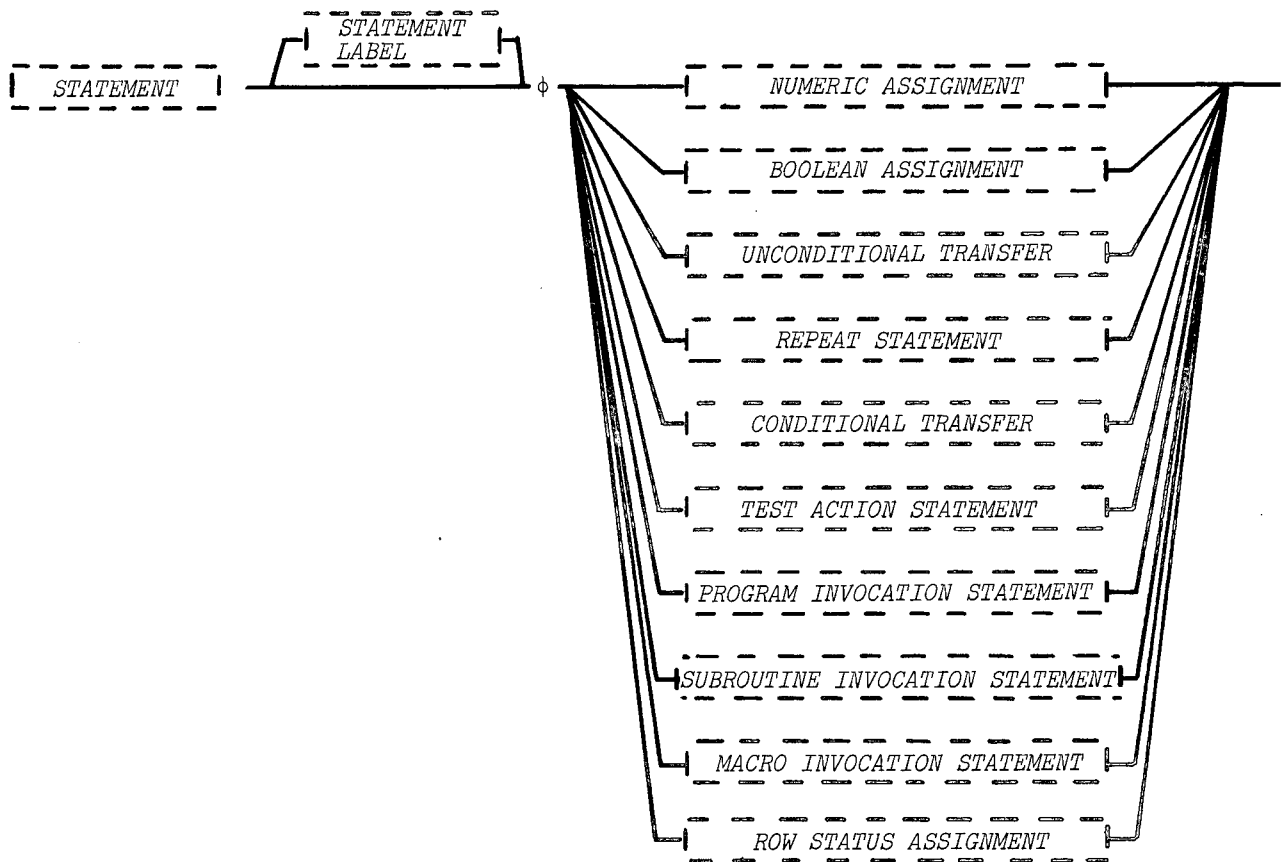 STATEMENT
LABEL
STATEMENT
ϕ
NUMERIC ASSIGNMENT
BOOLEAN ASSIGNMENT
UNCONDITIONAL TRANSFER
REPEAT STATEMENT
CONDITIONAL TRANSFER
TEST ACTION STATEMENT
PROGRAM INVOCATION STATEMENT
SUBROUTINE INVOCATION STATEMENT
MACRO INVOCATION STATEMENT
ROW STATUS ASSIGNMENT